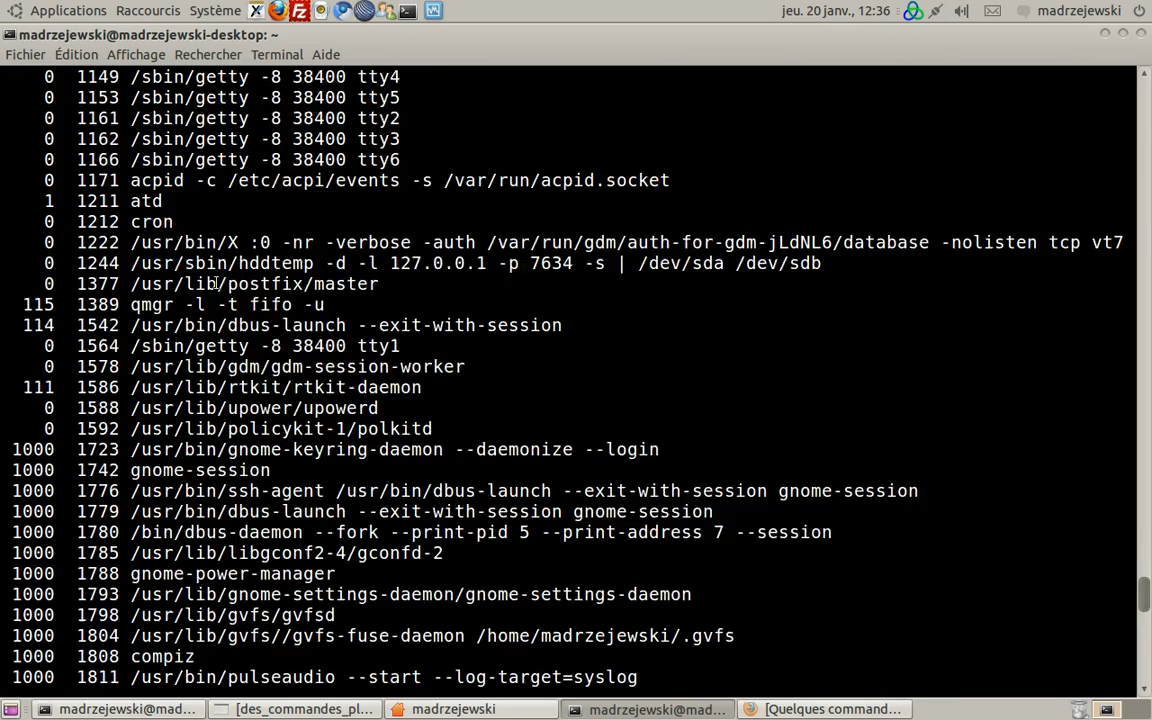 Applications Raccourcis Système jeu. 20 janv., 12:36 madrzejewski
madrzejewski@madrzejewski-desktop: ~
Fichier Édition Affichage Rechercher Terminal Aide
0 1149 /sbin/getty -8 38400 tty4
0 1153 /sbin/getty -8 38400 tty5
0 1161 /sbin/getty -8 38400 tty2
0 1162 /sbin/getty -8 38400 tty3
0 1166 /sbin/getty -8 38400 tty6
0 1171 acpid -c /etc/acpi/events -s /var/run/acpid.socket
1 1211 atd
0 1212 cron
0 1222 /usr/bin/X :0 -nr -verbose -auth /var/run/gdm/auth-for-gdm-jLdNL6/database -nolisten tcp vt7
0 1244 /usr/sbin/hddtemp -d -l 127.0.0.1 -p 7634 -s | /dev/sda /dev/sdb
0 1377 /usr/lib/postfix/master
115 1389 qmgr -l -t fifo -u
114 1542 /usr/bin/dbus-launch --exit-with-session
0 1564 /sbin/getty -8 38400 tty1
0 1578 /usr/lib/gdm/gdm-session-worker
111 1586 /usr/lib/rtkit/rtkit-daemon
0 1588 /usr/lib/upower/upowerd
0 1592 /usr/lib/policykit-1/polkitd
1000 1723 /usr/bin/gnome-keyring-daemon --daemonize --login
1000 1742 gnome-session
1000 1776 /usr/bin/ssh-agent /usr/bin/dbus-launch --exit-with-session gnome-session
1000 1779 /usr/bin/dbus-launch --exit-with-session gnome-session
1000 1780 /bin/dbus-daemon --fork --print-pid 5 --print-address 7 --session
1000 1785 /usr/lib/libgconf2-4/gconfd-2
1000 1788 gnome-power-manager
1000 1793 /usr/lib/gnome-settings-daemon/gnome-settings-daemon
1000 1798 /usr/lib/gvfs/gvfsd
1000 1804 /usr/lib/gvfs//gvfs-fuse-daemon /home/madrzejewski/.gvfs
1000 1808 compiz
1000 1811 /usr/bin/pulseaudio --start --log-target=syslog
madrzejewski@mad... [des_commandes_pl... madrzejewski madrzejewski@mad... [Quelques command...